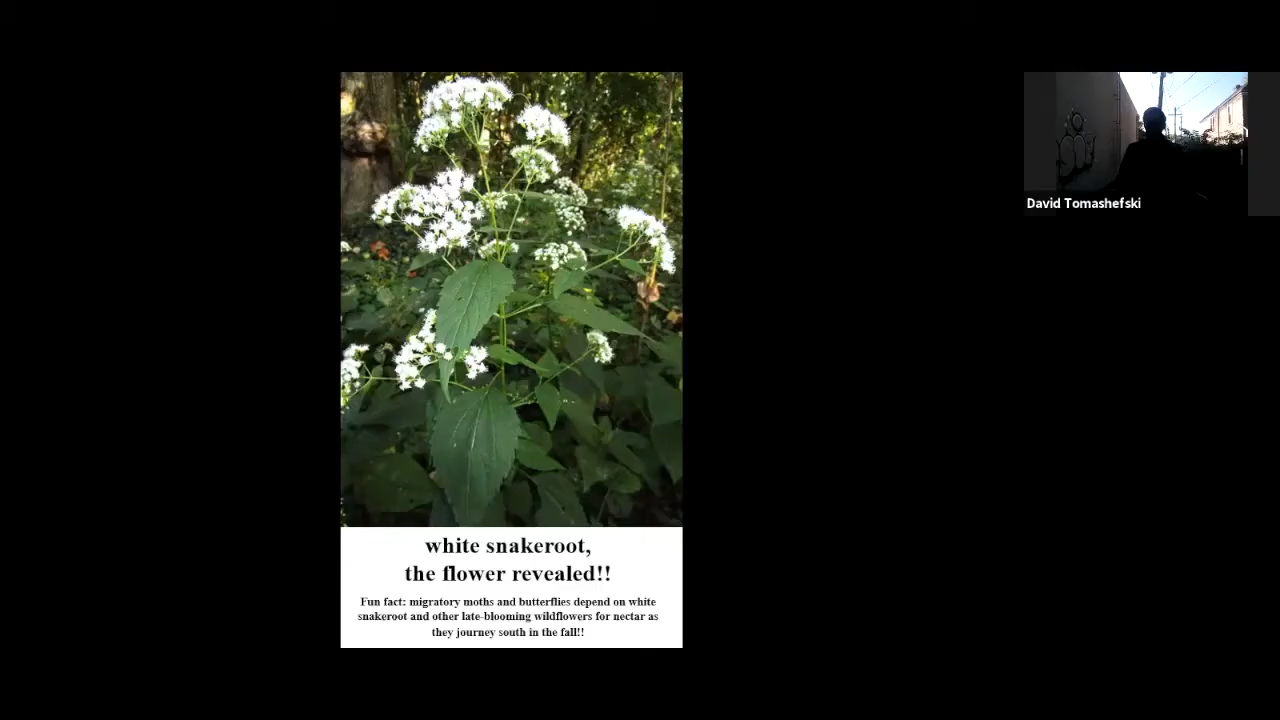 white snakeroot,
the flower revealed!!
Fun fact: migratory moths and butterflies depend on white
snakeroot and other late-blooming wildflowers for nectar as
they journey south in the fall!!
David Tomashefski